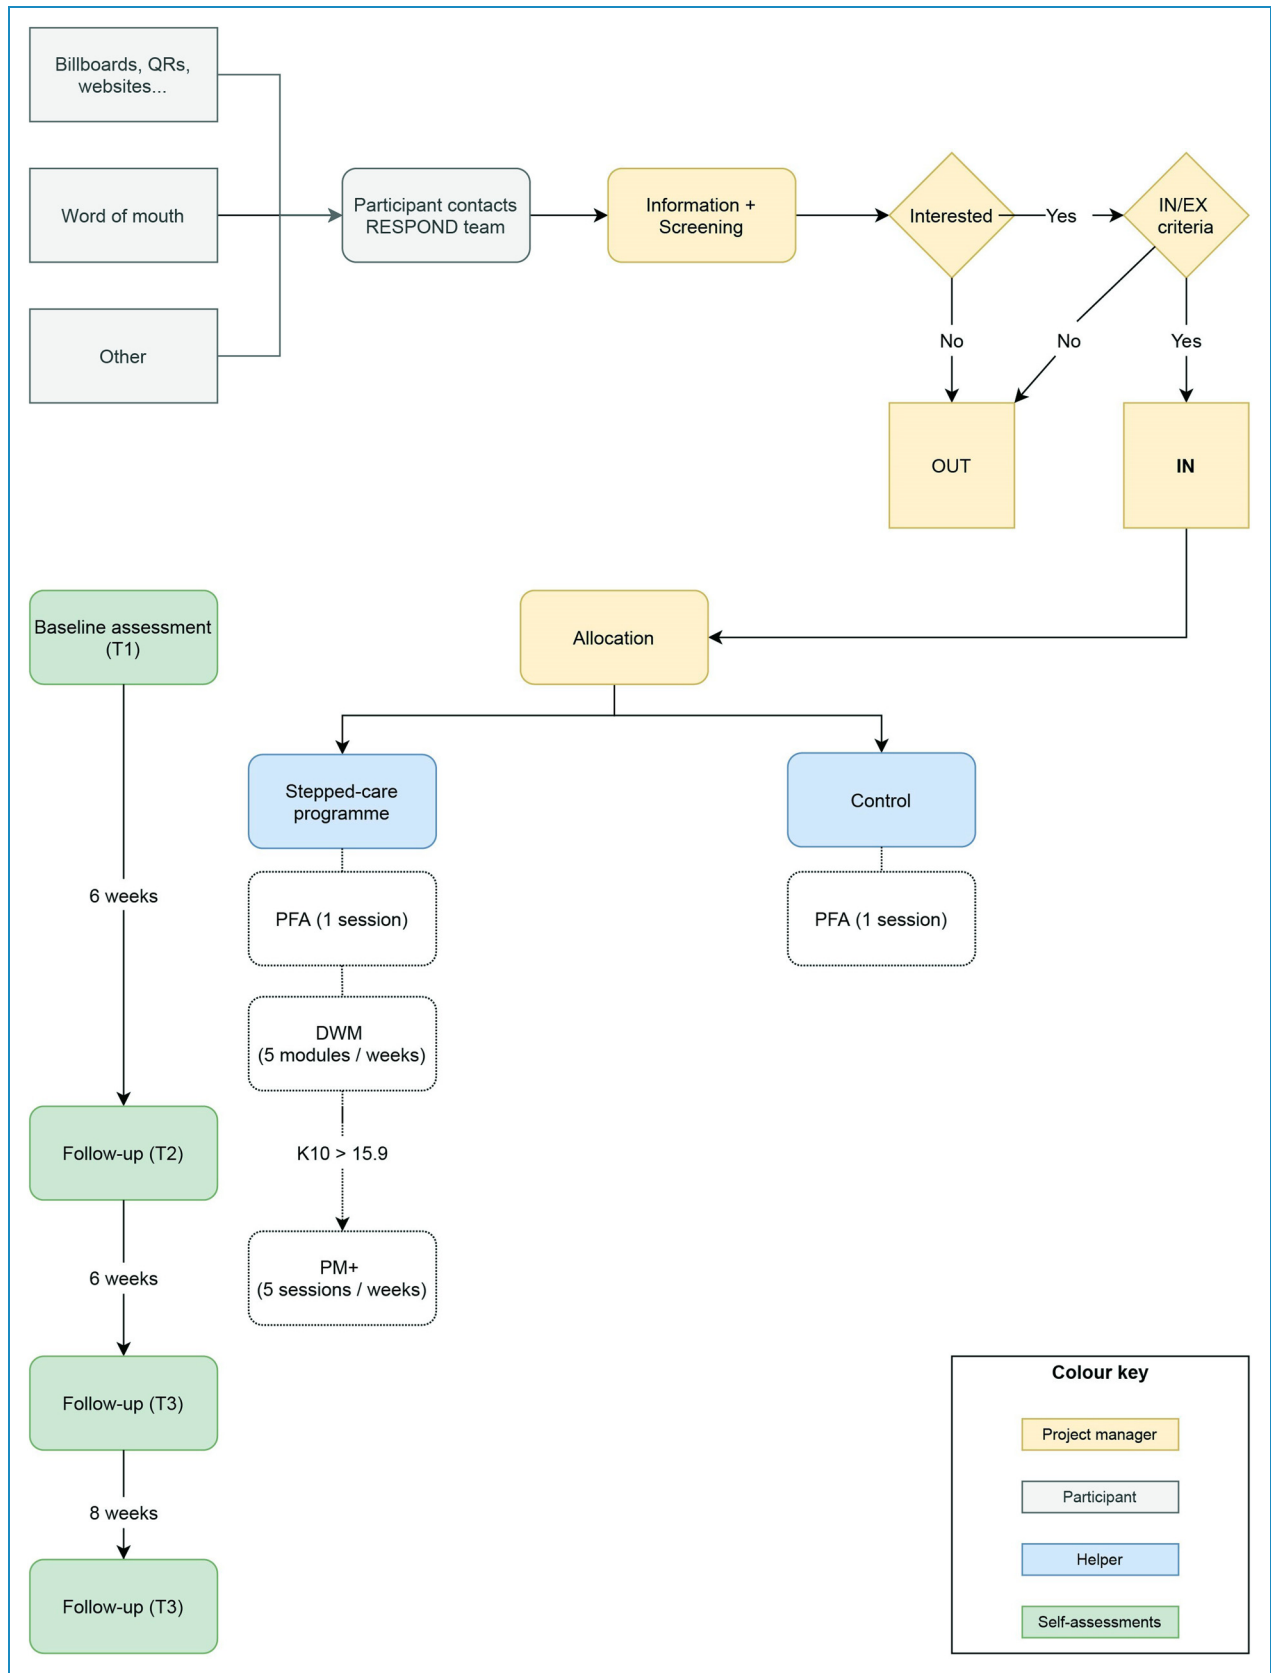 Billboards, QRs,
websites...
Word of mouth
Other
Participant contacts
RESPOND team
Information +
Screening
Interested
Yes
IN/EX
criteria
No
No
Yes
OUT
IN
Baseline assessment
(T1)
Allocation
Stepped-care
programme
Control
6 weeks
PFA (1 session)
PFA (1 session)
DWM
(5 modules / weeks)
Follow-up (T2)
K10 > 15.9
6 weeks
PM+
(5 sessions / weeks)
Follow-up (T3)
8 weeks
Follow-up (T3)
Colour key
Project manager
Participant
Helper
Self-assessments